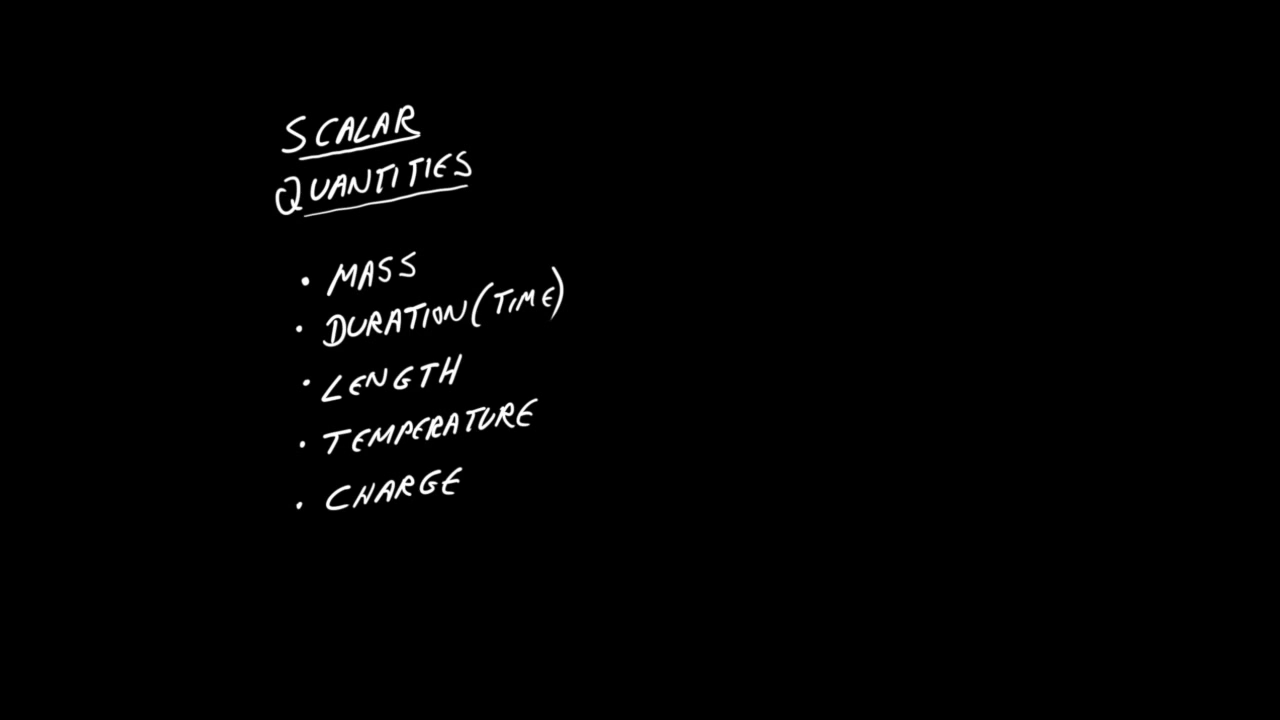 SCALAR
QUANTITIES
• MASS
• DURATION (TIME)
• LENGTH
• TEMPERATURE
• CHARGE